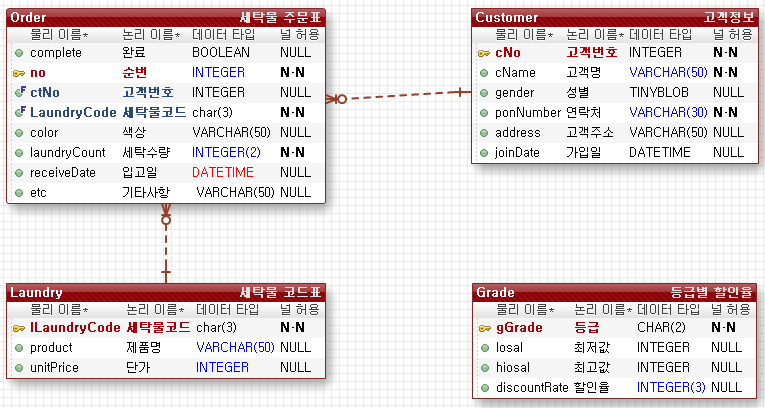 Order 세탁물 주문표
물리 이름* 논리 이름* 데이터 타입 널 허용
complete 완료 BOOLEAN NULL
no 순번 INTEGER N-N
ctNo 고객번호 INTEGER N-N
LaundryCode 세탁물코드 char(3) N-N
color 색상 VARCHAR(50) NULL
laundryCount 세탁수량 INTEGER(2) N-N
receiveDate 입고일 DATETIME NULL
etc 기타사항 VARCHAR(50) NULL
Customer 고객정보
물리 이름* 논리 이름* 데이터 타입 널 허용
cNo 고객번호 INTEGER N-N
cName 고객명 VARCHAR(50) N-N
gender 성별 TINYBLOB NULL
ponNumber 연락처 VARCHAR(30) N-N
address 고객주소 VARCHAR(50) NULL
joinDate 가입일 DATETIME NULL
Laundry 세탁물 코드표
물리 이름* 논리 이름* 데이터 타입 널 허용
lLaundryCode 세탁물코드 char(3) N-N
product 제품명 VARCHAR(50) NULL
unitPrice 단가 INTEGER NULL
Grade 등급별 할인율
물리 이름* 논리 이름* 데이터 타입 널 허용
gGrade 등급 CHAR(2) N-N
losal 최저값 INTEGER NULL
hiosal 최고값 INTEGER NULL
discountRate 할인율 INTEGER(3) NULL